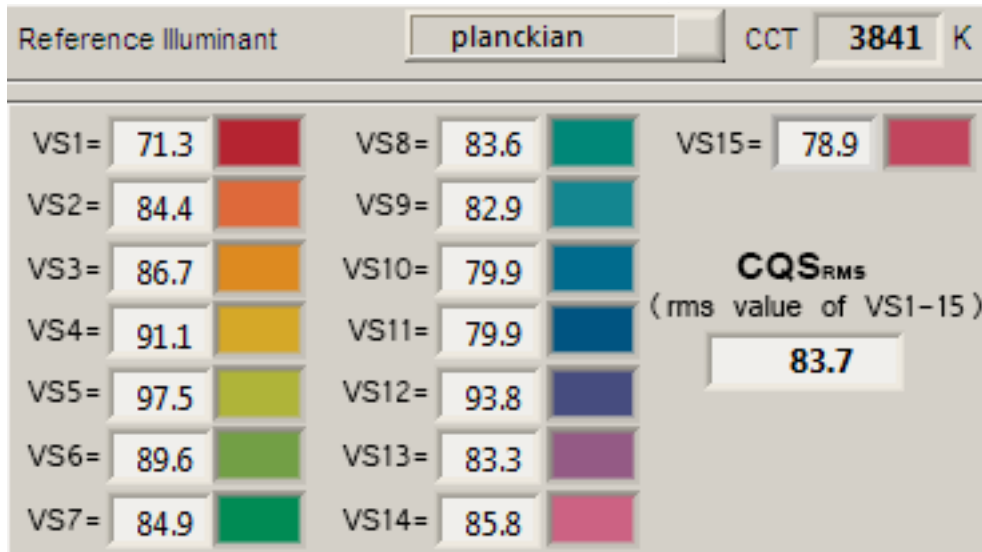 Reference Illuminant planckian CCT 3841 K
VS1= 71.3 VS8= 83.6 VS15= 78.9
VS2= 84.4 VS9= 82.9
VS3= 86.7 VS10= 79.9 CQSRMS
VS4= 91.1 VS11= 79.9 (rms value of VS1-15)
VS5= 97.5 VS12= 93.8 83.7
VS6= 89.6 VS13= 83.3
VS7= 84.9 VS14= 85.8